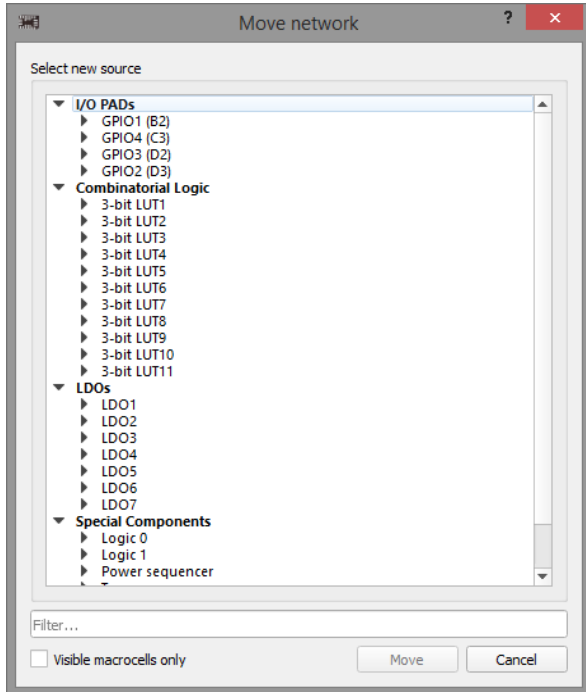 Move network
?
Select new source
I/O PADs
GPIO1 (B2)
GPIO4 (C3)
GPIO3 (D2)
GPIO2 (D3)
Combinatorial Logic
3-bit LUT1
3-bit LUT2
3-bit LUT3
3-bit LUT4
3-bit LUT5
3-bit LUT6
3-bit LUT7
3-bit LUT8
3-bit LUT9
3-bit LUT10
3-bit LUT11
LDOs
LDO1
LDO2
LDO3
LDO4
LDO5
LDO6
LDO7
Special Components
Logic 0
Logic 1
Power sequencer
Filter...
Visible macrocells only
Move
Cancel